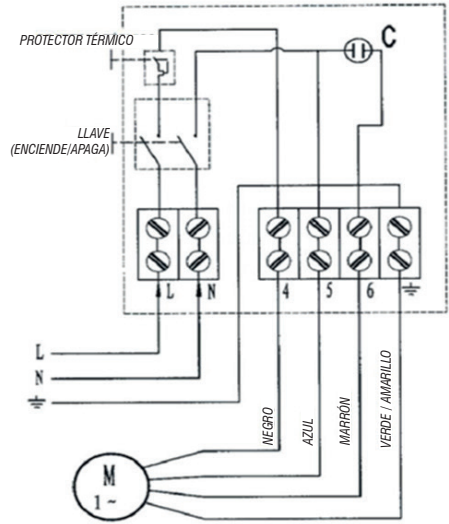 PROTECTOR TÉRMICO
C
LLAVE
(ENCIENDE/APAGA)
L N 4 5 6
L
N
NEGRO
AZUL
MARRÓN
VERDE / AMARILLO
M
1 ~